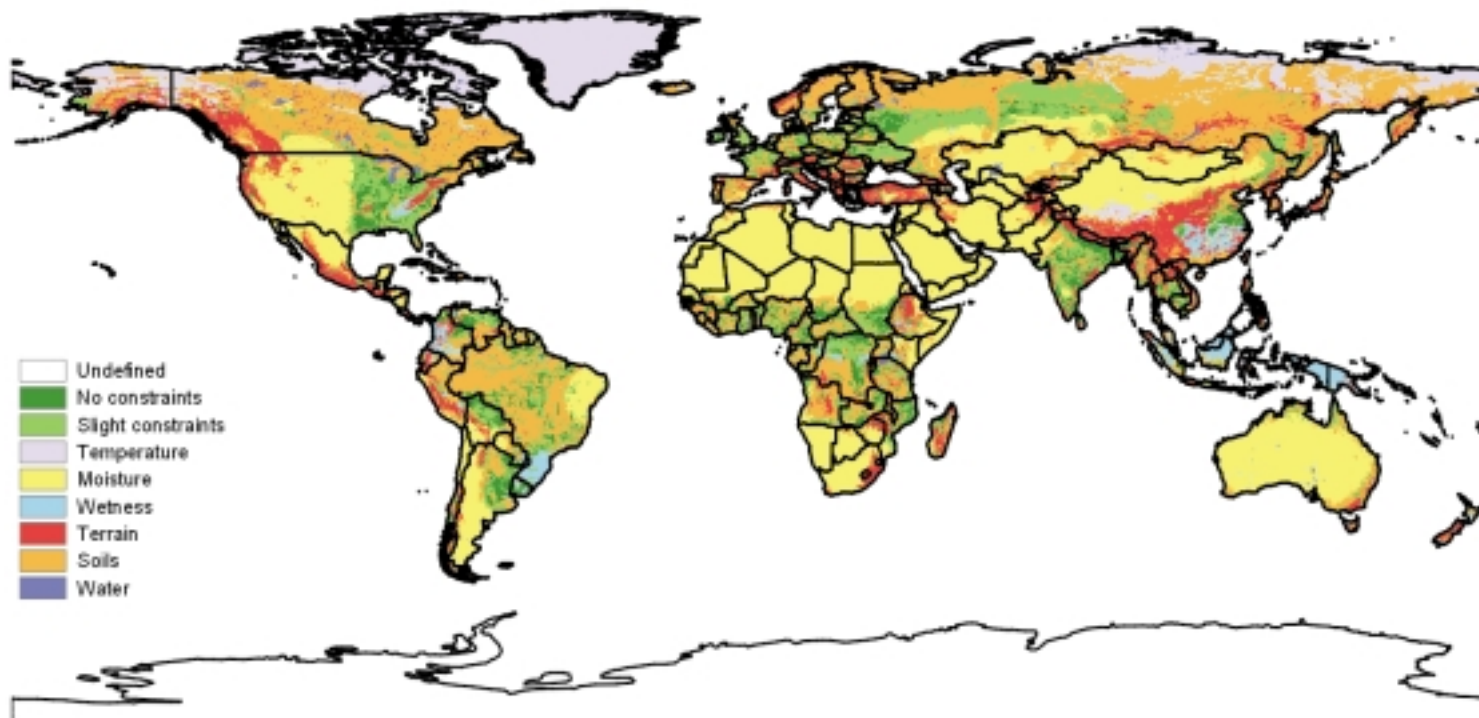 Undefined
No constraints
Slight constraints
Temperature
Moisture
Wetness
Terrain
Soils
Water